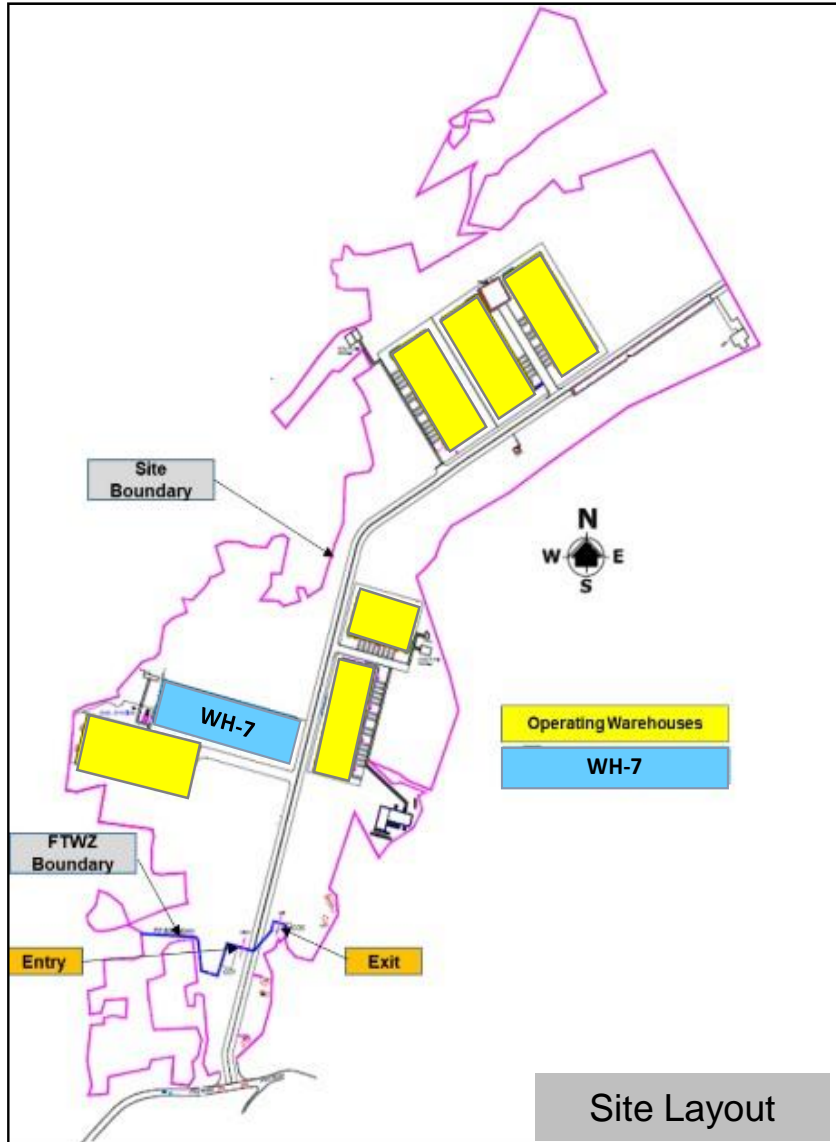 Site
Boundary
N
W E
S
WH-7
Operating Warehouses
WH-7
FTWZ
Boundary
Entry
Exit
Site Layout